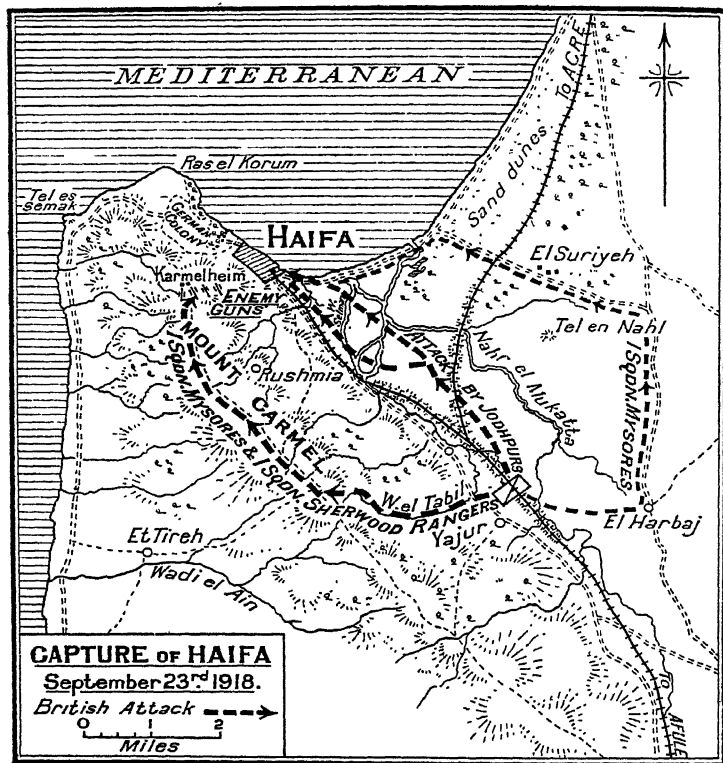 MEDITERRANEAN
To ACRE
Sand dunes
Ras el Korum
Tel es
Semak
GERMAN
COLONY
HAIFA
El Suriyeh
Karmelheim
ENEMY
GUNS
Tel en Nahl
MOUNT CARMEL
Rushmia
ATTACK BY JODHPURS
Nahr el Mukatta
1 SQDN. MYSORES
1 SQDN. MYSORES & 1 SQDN. SHERWOOD RANGERS
W. el Tabil
Yajur
El Harbaj
Et Tireh
Wadi el Ain
To AFULE
CAPTURE OF HAIFA
September 23rd 1918.
British Attack
0 1 2
Miles